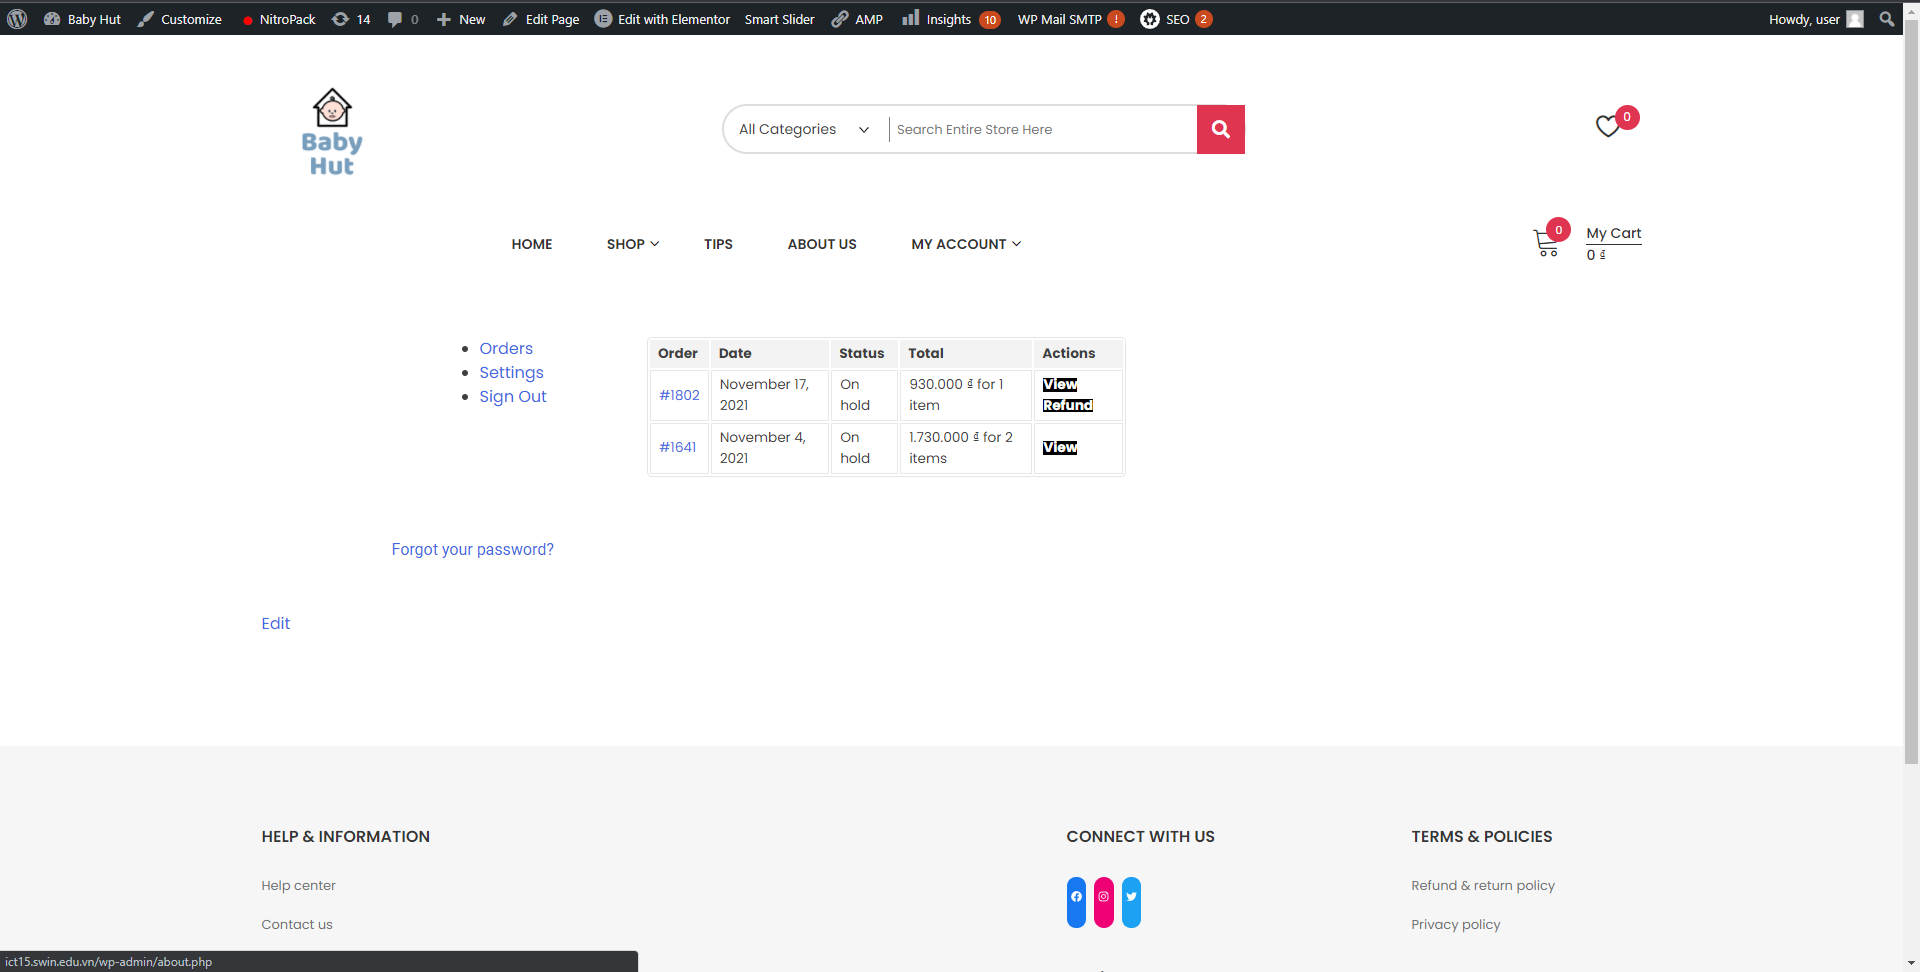 Baby Hut Customize NitroPack 14 0 New Edit Page Edit with Elementor Smart Slider AMP Insights 10 WP Mail SMTP ! SEO 2 Howdy, user
Baby
Hut
All Categories Search Entire Store Here
0
HOME SHOP TIPS ABOUT US MY ACCOUNT
0
My Cart
0 ₫
Orders
Settings
Sign Out
Order Date Status Total Actions
#1802 November 17, 2021 On hold 930.000 ₫ for 1 item View Refund
#1641 November 4, 2021 On hold 1.730.000 ₫ for 2 items View
Forgot your password?
Edit
HELP & INFORMATION CONNECT WITH US TERMS & POLICIES
Help center Refund & return policy
Contact us Privacy policy
ict15.swin.edu.vn/wp-admin/about.php